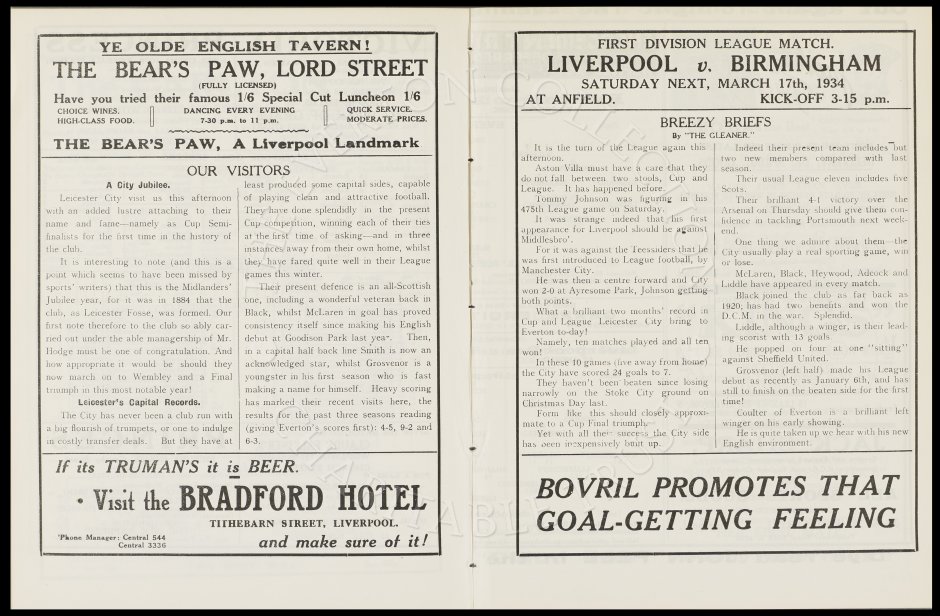 YE OLDE ENGLISH TAVERN!
THE BEAR'S PAW, LORD STREET
(FULLY LICENSED)
Have you tried their famous 1/6 Special Cut Luncheon 1/6
CHOICE WINES.
HIGH-CLASS FOOD.
DANCING EVERY EVENING
7-30 p.m. to 11 p.m.
QUICK SERVICE.
MODERATE PRICES.
THE BEAR'S PAW, A Liverpool Landmark
OUR VISITORS
A City Jubilee.
Leicester City visit us this afternoon
with an added lustre attaching to their
name and fame—namely as Cup Semi-
finalists for the first time in the history of
the club.
It is interesting to note (and this is a
point which seems to have been missed by
sports' writers) that this is the Midlanders'
Jubilee year, for it was in 1884 that the
club, as Leicester Fosse, was formed. Our
first note therefore to the club so ably car-
ried out under the able managership of Mr.
Hodge must be one of congratulation. And
how appropriate it would be should they
now march on to Wembley and a Final
triumph in this most notable year!
Leicester's Capital Records.
The City has never been a club run with
a big flourish of trumpets, or one to indulge
in costly transfer deals. But they have at
least produced some capital sides, capable
of playing clean and attractive football.
They have done splendidly in the present
Cup competition, winning each of their ties
at the first time of asking—and in three
instances away from their own home, whilst
they have fared quite well in their League
games this winter.
Their present defence is an all-Scottish
one, including a wonderful veteran back in
Black, whilst McLaren in goal has proved
consistency itself since making his English
debut at Goodison Park last year. Then,
in a capital half back line Smith is now an
acknowledged star, whilst Grosvenor is a
youngster in his first season who is fast
making a name for himself. Heavy scoring
has marked their recent visits here, the
results for the past three seasons reading
(giving Everton's scores first): 4-5, 9-2 and
6-3.
If its TRUMAN'S it is BEER.
· Visit the BRADFORD HOTEL
TITHEBARN STREET, LIVERPOOL.
'Phone Manager: Central 544
Central 3336
and make sure of it!
FIRST DIVISION LEAGUE MATCH.
LIVERPOOL v. BIRMINGHAM
SATURDAY NEXT, MARCH 17th, 1934
AT ANFIELD. KICK-OFF 3-15 p.m.
BREEZY BRIEFS
By "THE GLEANER."
It is the turn of the League again this
afternoon.
Aston Villa must have a care that they
do not fall between two stools, Cup and
League. It has happened before.
Tommy Johnson was figuring in his
475th League game on Saturday.
It was strange indeed that his first
appearance for Liverpool should be against
Middlesbro'.
For it was against the Teessiders that he
was first introduced to League football, by
Manchester City.
He was then a centre forward and City
won 2-0 at Ayresome Park, Johnson getting
both points.
What a brilliant two months' record in
Cup and League Leicester City bring to
Everton to-day!
Namely, ten matches played and all ten
won!
In these 10 games (five away from home)
the City have scored 24 goals to 7.
They haven't been beaten since losing
narrowly on the Stoke City ground on
Christmas Day last.
Form like this should closely approxi-
mate to a Cup Final triumph.
Yet with all their success the City side
has been inexpensively built up.
Indeed their present team includes but
two new members compared with last
season.
Their usual League eleven includes five
Scots.
Their brilliant 4-1 victory over the
Arsenal on Thursday should give them con-
fidence in tackling Portsmouth next week-
end.
One thing we admire about them—the
City usually play a real sporting game, win
or lose.
McLaren, Black, Heywood, Adcock and
Liddle have appeared in every match.
Black joined the club as far back as
1920, has had two benefits and won the
D.C.M. in the war. Splendid.
Liddle, although a winger, is their lead-
ing scorist with 13 goals
He popped on four at one "sitting"
against Sheffield United.
Grosvenor (left half) made his League
debut as recently as January 6th, and has
still to finish on the beaten side for the first
time!
Coulter of Everton is a brilliant left
winger on his early showing.
He is quite taken up we hear with his new
English environment.
BOVRIL PROMOTES THAT
GOAL-GETTING FEELING